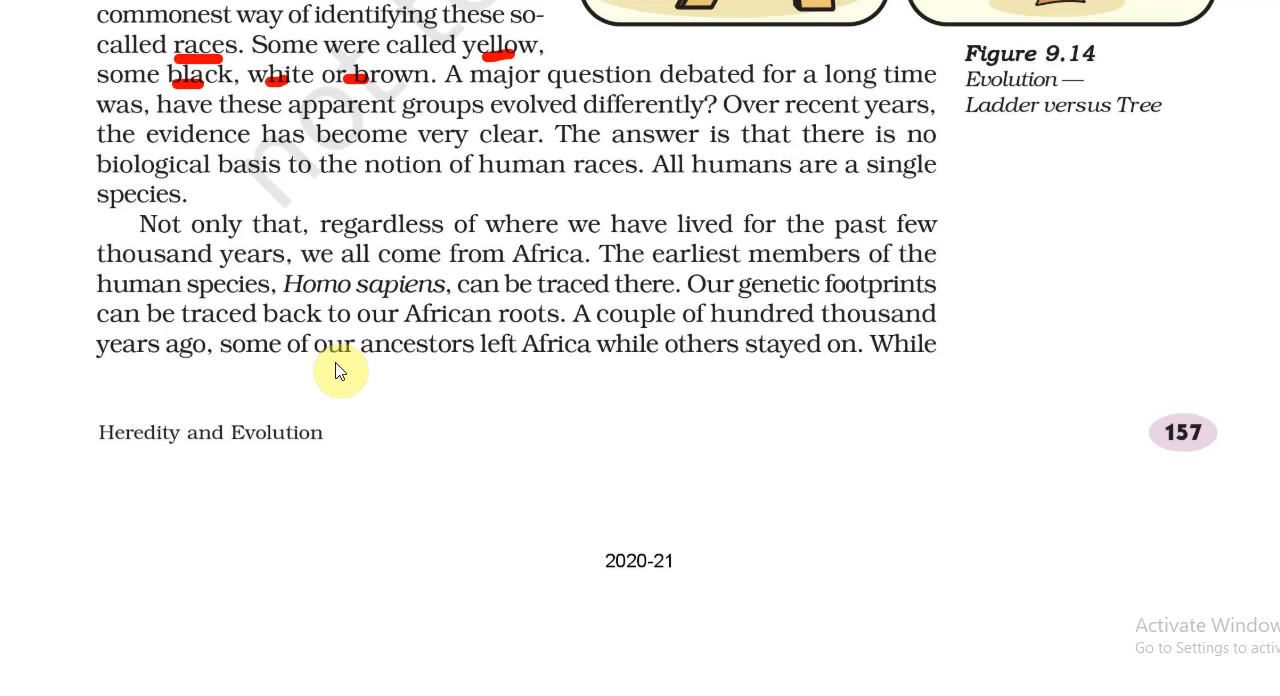 commonest way of identifying these so-
called races. Some were called yellow,
some black, white or brown. A major question debated for a long time
was, have these apparent groups evolved differently? Over recent years,
the evidence has become very clear. The answer is that there is no
biological basis to the notion of human races. All humans are a single
species.
Not only that, regardless of where we have lived for the past few
thousand years, we all come from Africa. The earliest members of the
human species, Homo sapiens, can be traced there. Our genetic footprints
can be traced back to our African roots. A couple of hundred thousand
years ago, some of our ancestors left Africa while others stayed on. While
Figure 9.14
Evolution —
Ladder versus Tree
not t
Heredity and Evolution
157
2020-21
Activate Window
Go to Settings to activ